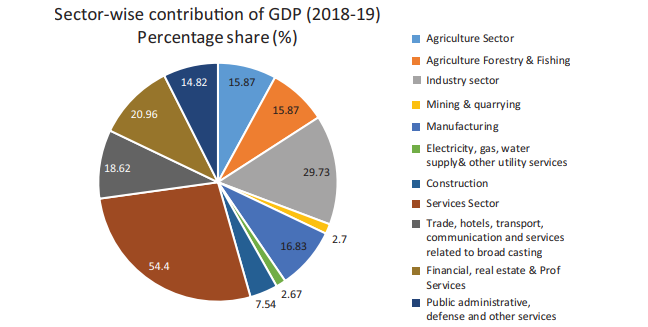 Sector-wise contribution of GDP (2018-19)
Percentage share (%)
14.82
15.87
15.87
20.96
29.73
18.62
2.7
16.83
54.4
2.67
7.54
Agriculture Sector
Agriculture Forestry & Fishing
Industry sector
Mining & quarrying
Manufacturing
Electricity, gas, water
supply& other utility services
Construction
Services Sector
Trade, hotels, transport,
communication and services
related to broad casting
Financial, real estate & Prof
Services
Public administrative,
defense and other services